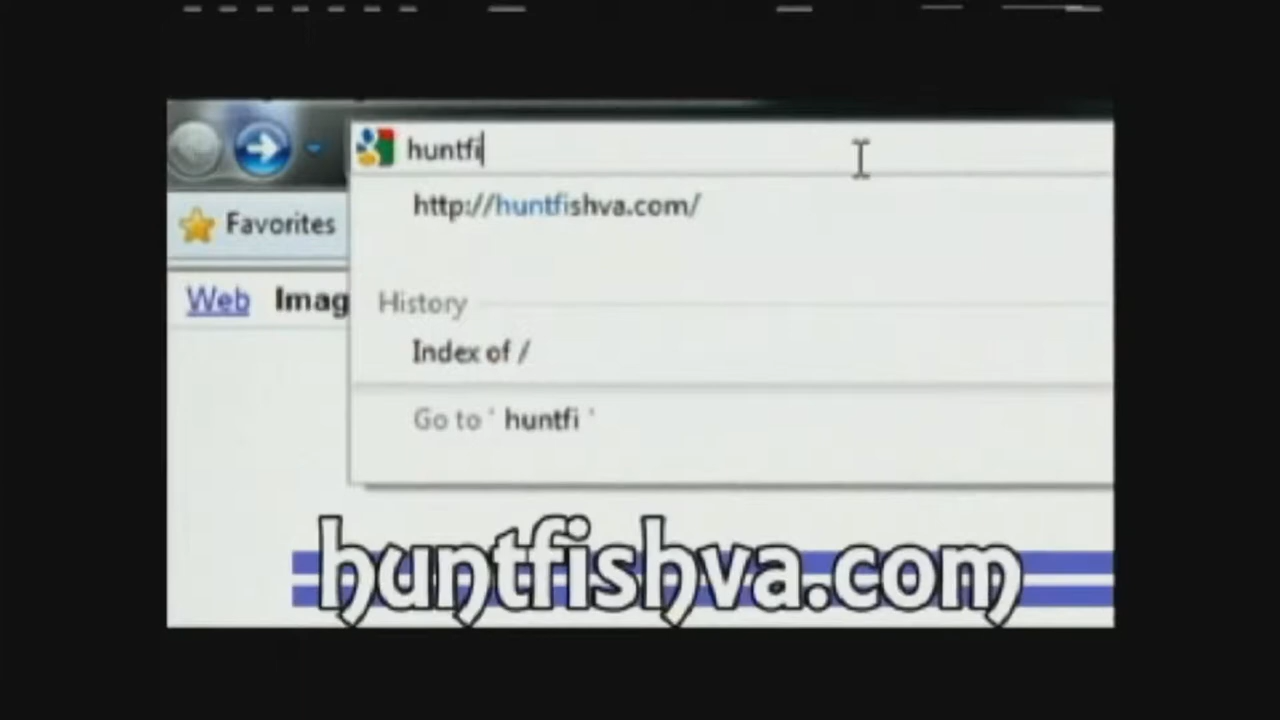 huntfi
http://huntfishva.com/
Favorites
Web Imag
History
Index of /
Go to ' huntfi '
huntfishva.com